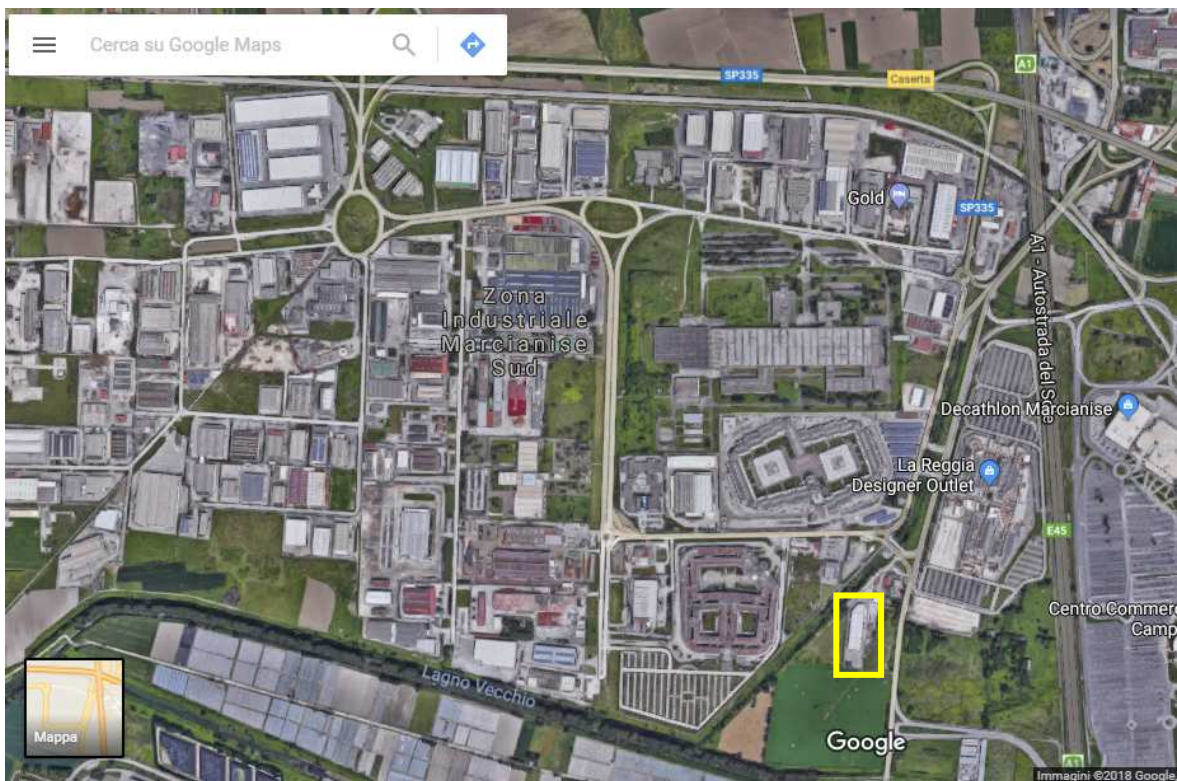 Cerca su Google Maps
SP335
Caserta
A1
Gold
SP335
A1 - Autostrada del Sole
Zona
Industriale
Marcianise
Sud
Decathlon Marcianise
La Reggia
Designer Outlet
E45
Centro Commerc
Camp
Lagno Vecchio
Mappa
Google
A1
Immagini ©2018 Google